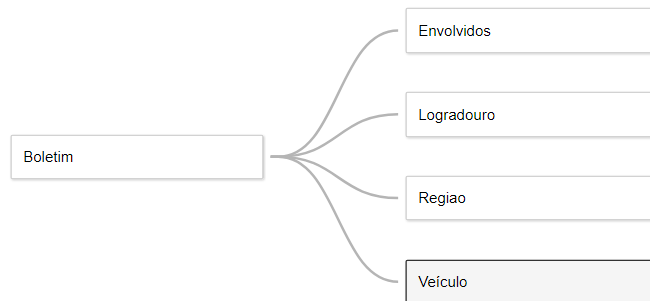 Envolvidos
Logradouro
Boletim
Regiao
Veículo